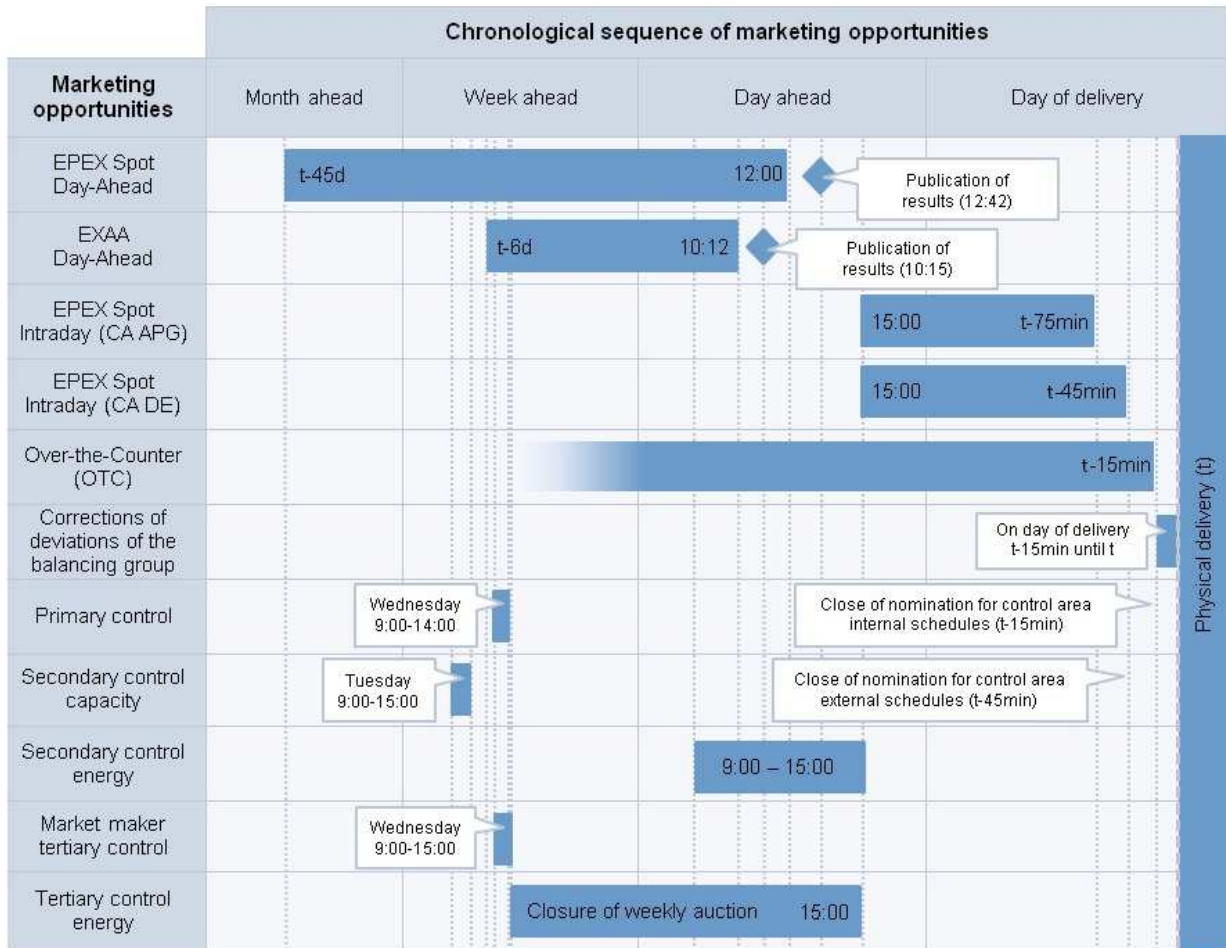 Chronological sequence of marketing opportunities
Marketing
opportunities
Month ahead
Week ahead
Day ahead
Day of delivery
EPEX Spot
Day-Ahead
t-45d
12:00
Publication of
results (12:42)
EXAA
Day-Ahead
t-6d
10:12
Publication of
results (10:15)
EPEX Spot
Intraday (CA APG)
15:00
t-75min
EPEX Spot
Intraday (CA DE)
15:00
t-45min
Over-the-Counter
(OTC)
t-15min
Corrections of
deviations of the
balancing group
On day of delivery
t-15min until t
Primary control
Wednesday
9:00-14:00
Close of nomination for control area
internal schedules (t-15min)
Secondary control
capacity
Tuesday
9:00-15:00
Close of nomination for control area
external schedules (t-45min)
Secondary control
energy
9:00 – 15:00
Market maker
tertiary control
Wednesday
9:00-15:00
Tertiary control
energy
Closure of weekly auction
15:00
Physical delivery (t)